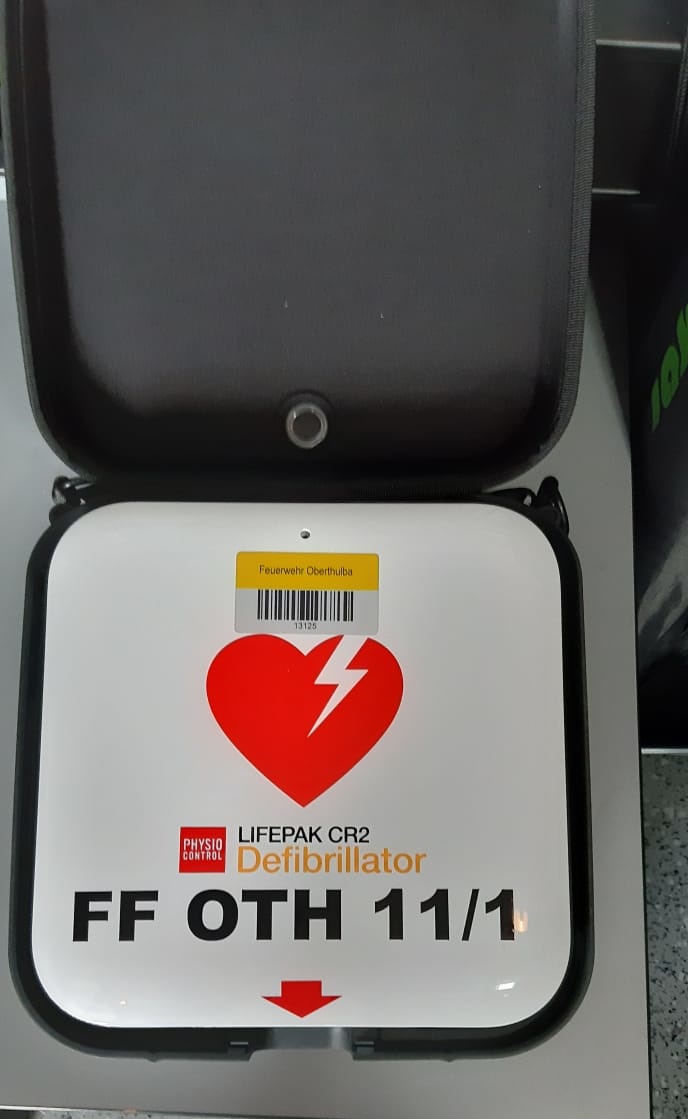 Feuerwehr Oberthulba
13125
PHYSIO
CONTROL
LIFEPAK CR2
Defibrillator
FF OTH 11/1